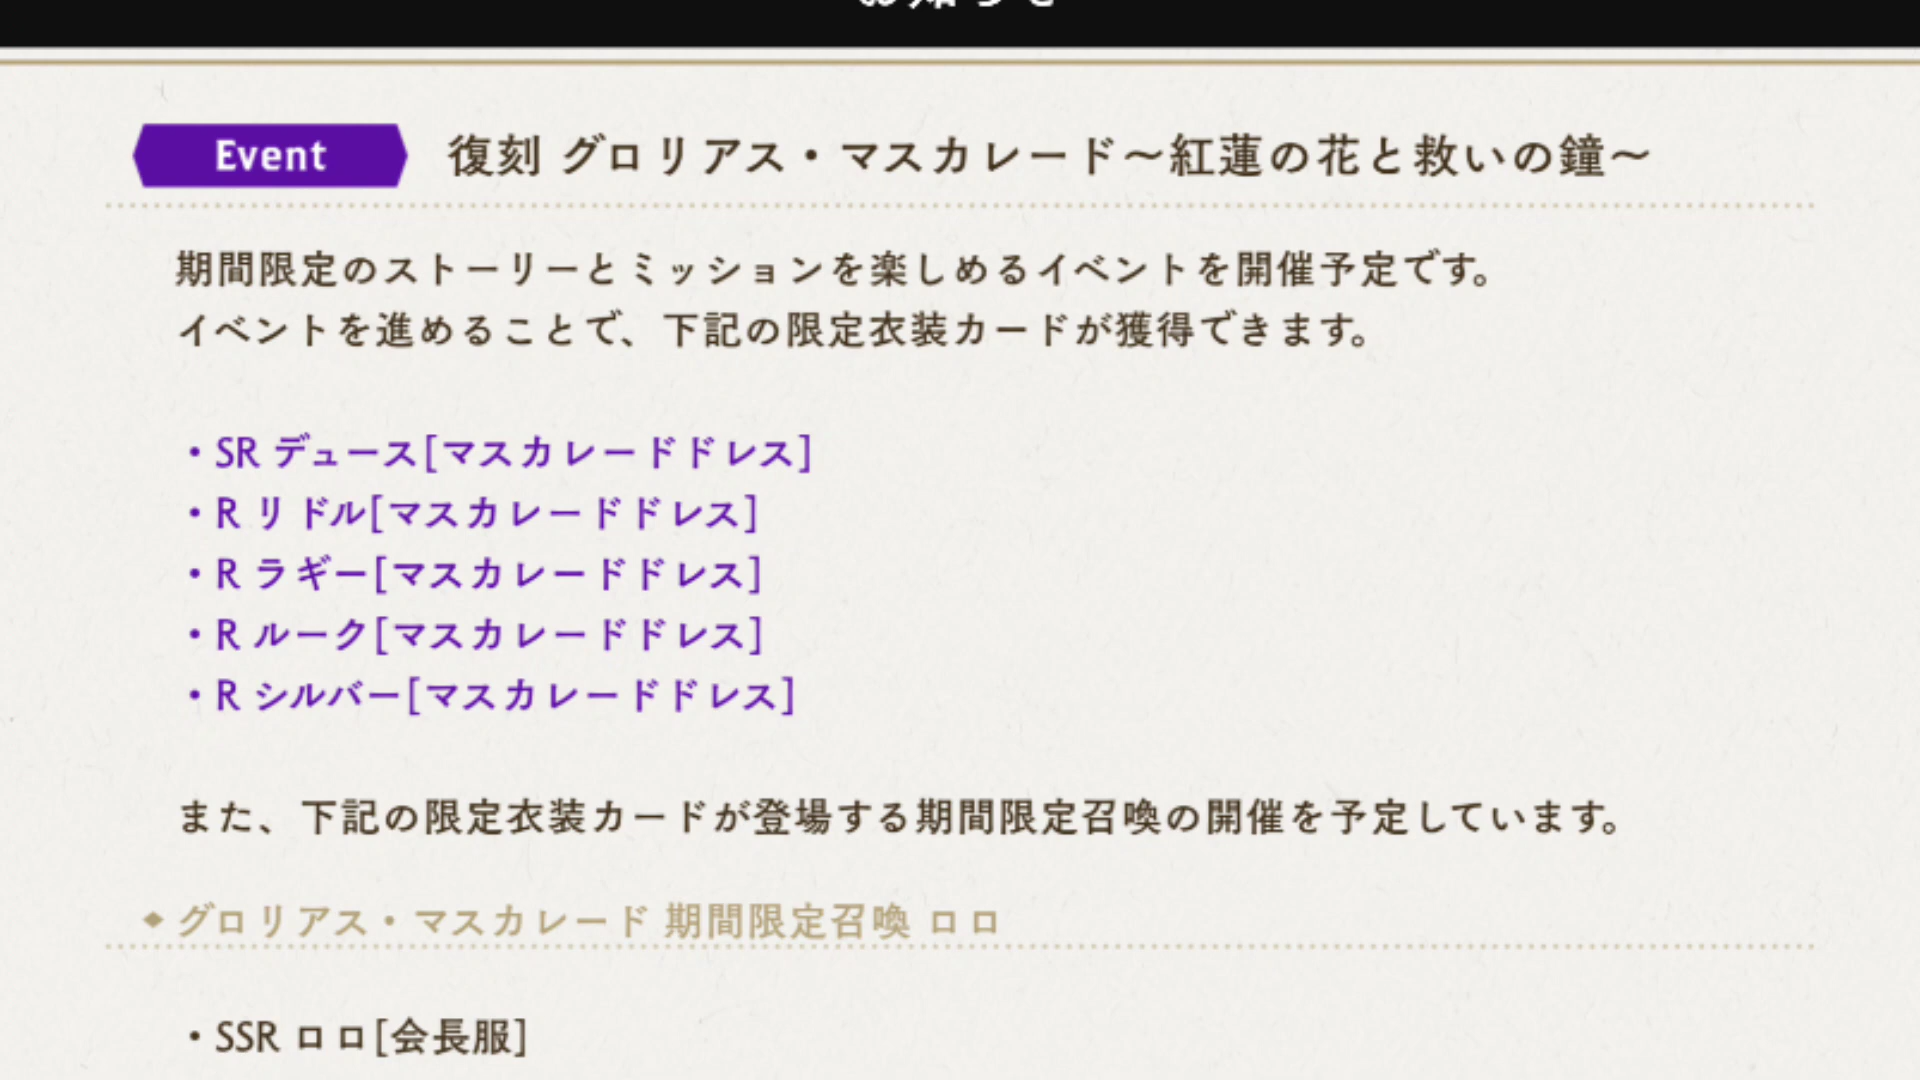 お知らせ
Event 復刻 グロリアス・マスカレード～紅蓮の花と救いの鐘～
期間限定のストーリーとミッションを楽しめるイベントを開催予定です。
イベントを進めることで、下記の限定衣装カードが獲得できます。
・SR デュース[マスカレードドレス]
・R リドル[マスカレードドレス]
・R ラギー[マスカレードドレス]
・R ルーク[マスカレードドレス]
・R シルバー[マスカレードドレス]
また、下記の限定衣装カードが登場する期間限定召喚の開催を予定しています。
◆グロリアス・マスカレード 期間限定召喚 ロロ
・SSR ロロ[会長服]